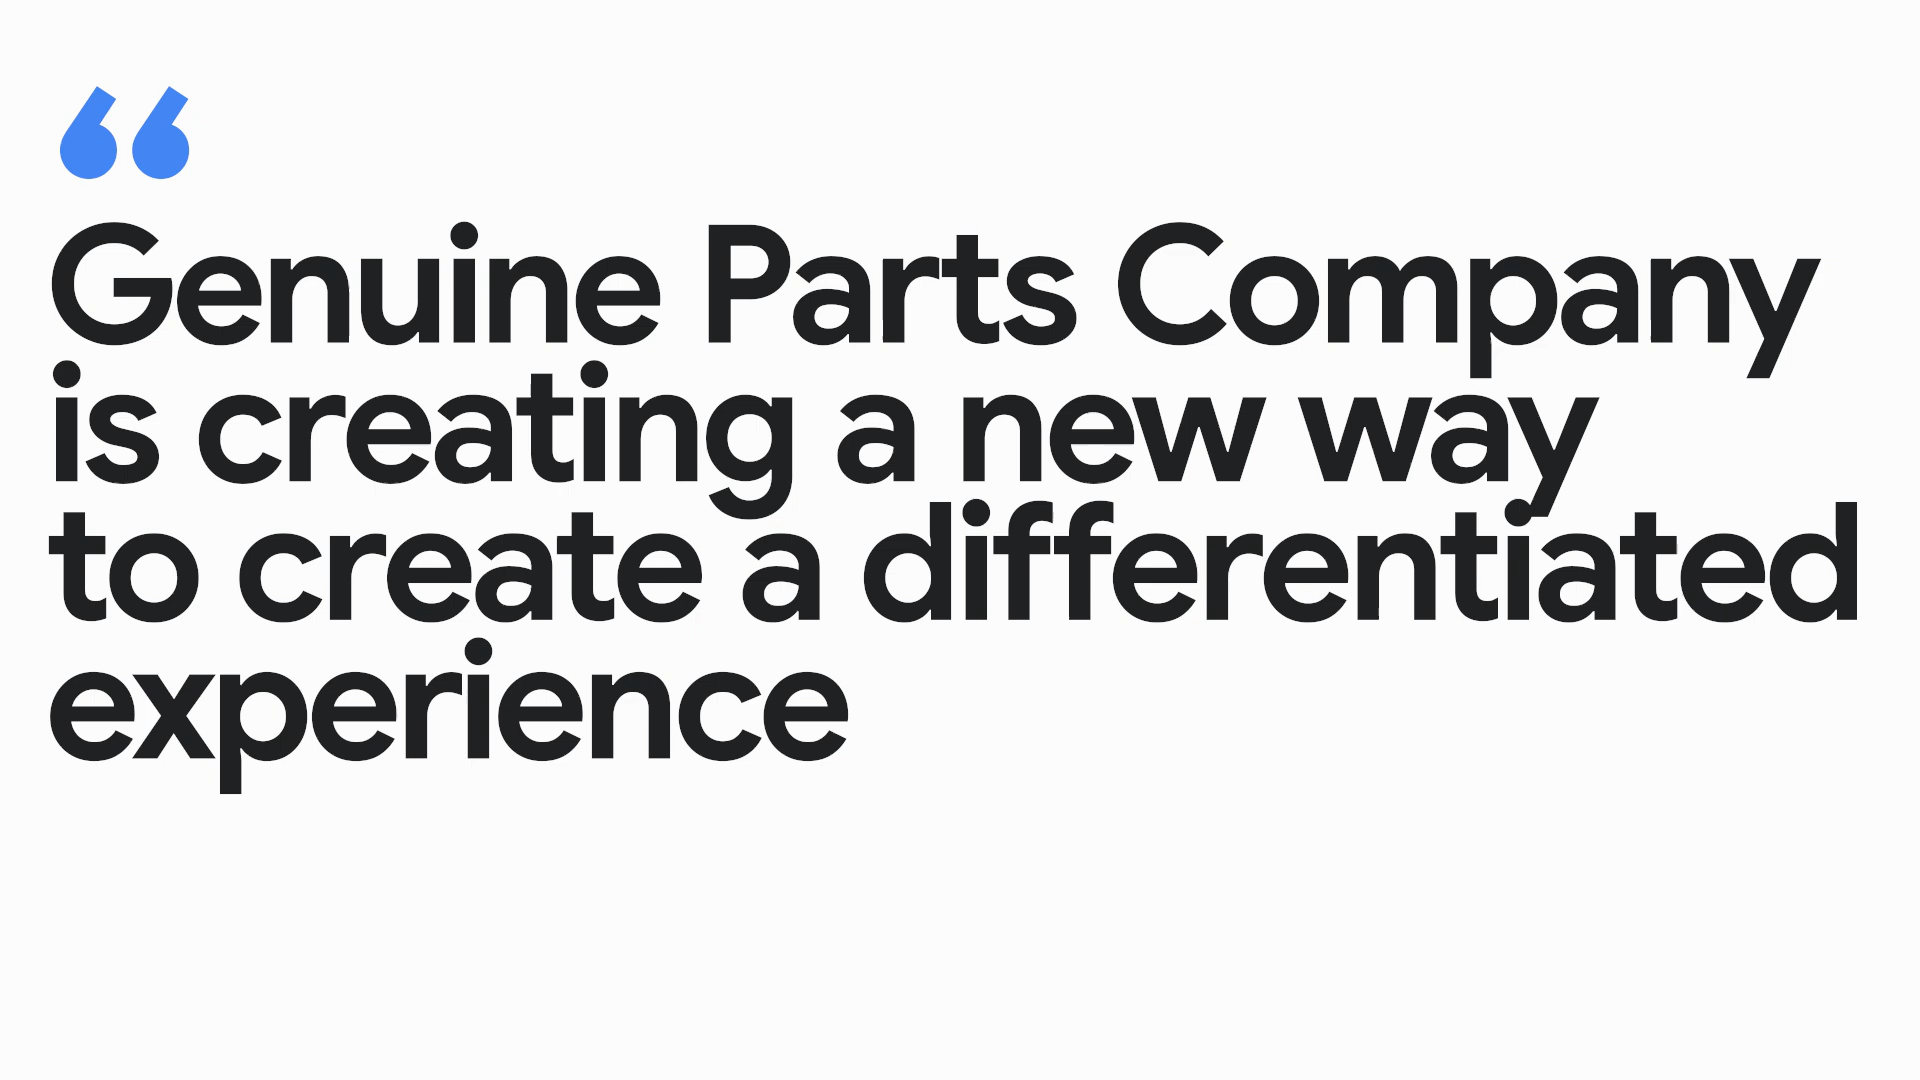 “
Genuine Parts Company
is creating a new way
to create a differentiated
experience